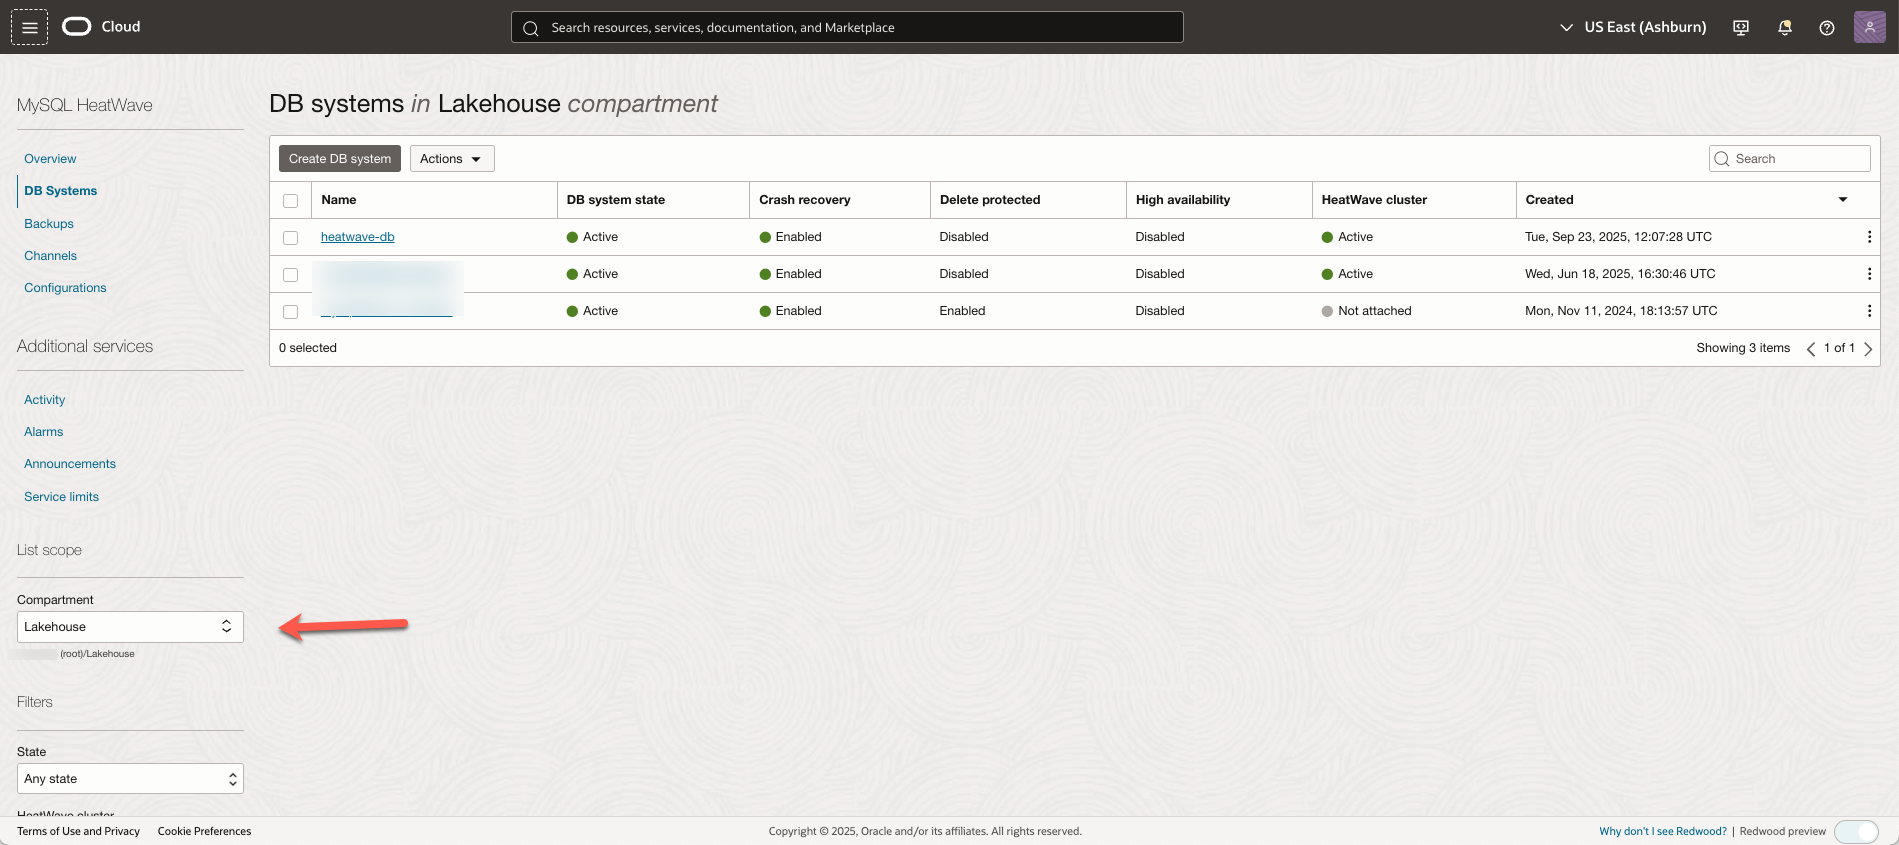 Cloud
Search resources, services, documentation, and Marketplace
US East (Ashburn)
MySQL HeatWave
Overview
DB Systems
Backups
Channels
Configurations
Additional services
Activity
Alarms
Announcements
Service limits
List scope
Compartment
Lakehouse
(root)/Lakehouse
Filters
State
Any state
HeatWave cluster
DB systems in Lakehouse compartment
Create DB system Actions Search
Name DB system state Crash recovery Delete protected High availability HeatWave cluster Created
heatwave-db Active Enabled Disabled Disabled Active Tue, Sep 23, 2025, 12:07:28 UTC
Active Enabled Disabled Disabled Active Wed, Jun 18, 2025, 16:30:46 UTC
Active Enabled Enabled Disabled Not attached Mon, Nov 11, 2024, 18:13:57 UTC
0 selected Showing 3 items 1 of 1
Terms of Use and Privacy Cookie Preferences Copyright © 2025, Oracle and/or its affiliates. All rights reserved. Why don't I see Redwood? | Redwood preview